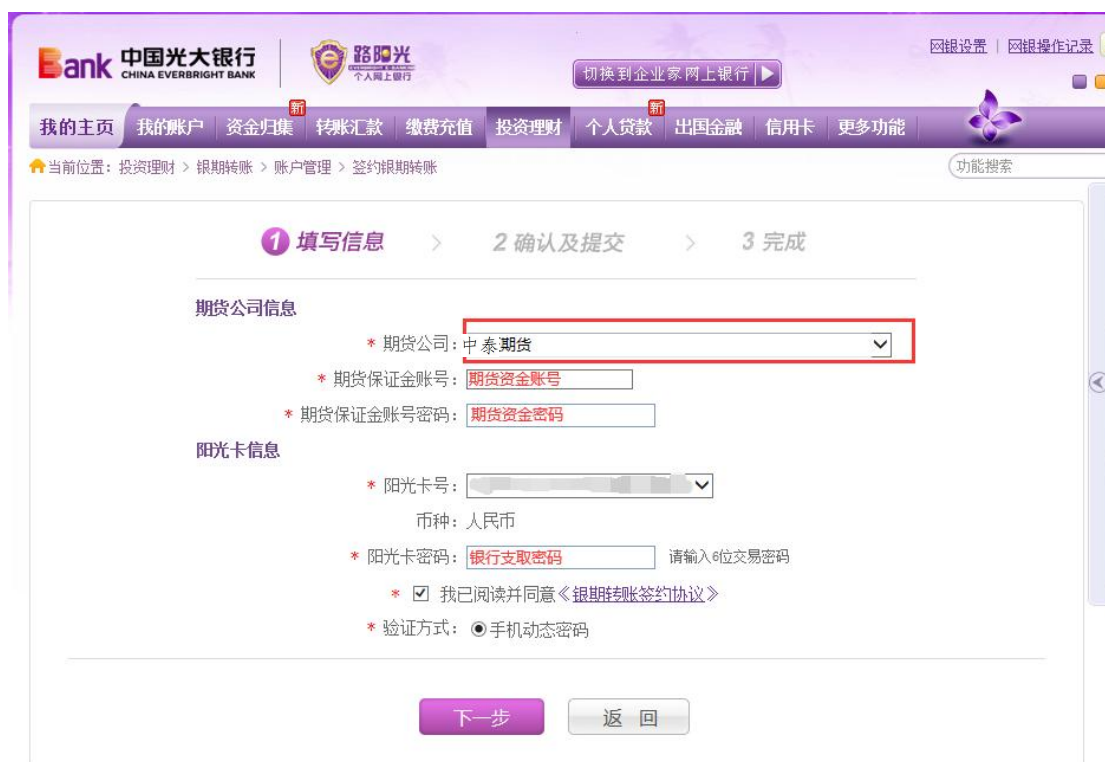 Bank 中国光大银行 CHINA EVERBRIGHT BANK
路阳光 个人网上银行
切换到企业家网上银行
网银设置 | 网银操作记录
我的主页 我的账户 资金归集 新 转账汇款 缴费充值 投资理财 个人贷款 新 出国金融 信用卡 更多功能
当前位置：投资理财 > 银期转账 > 账户管理 > 签约银期转账
功能搜索
1 填写信息 > 2 确认及提交 > 3 完成
期货公司信息
* 期货公司：中泰期货
* 期货保证金账号：期货资金账号
* 期货保证金账号密码：期货资金密码
阳光卡信息
* 阳光卡号：
币种：人民币
* 阳光卡密码：银行支取密码 请输入6位交易密码
* 我已阅读并同意《银期转账签约协议》
* 验证方式：手机动态密码
下一步 返 回